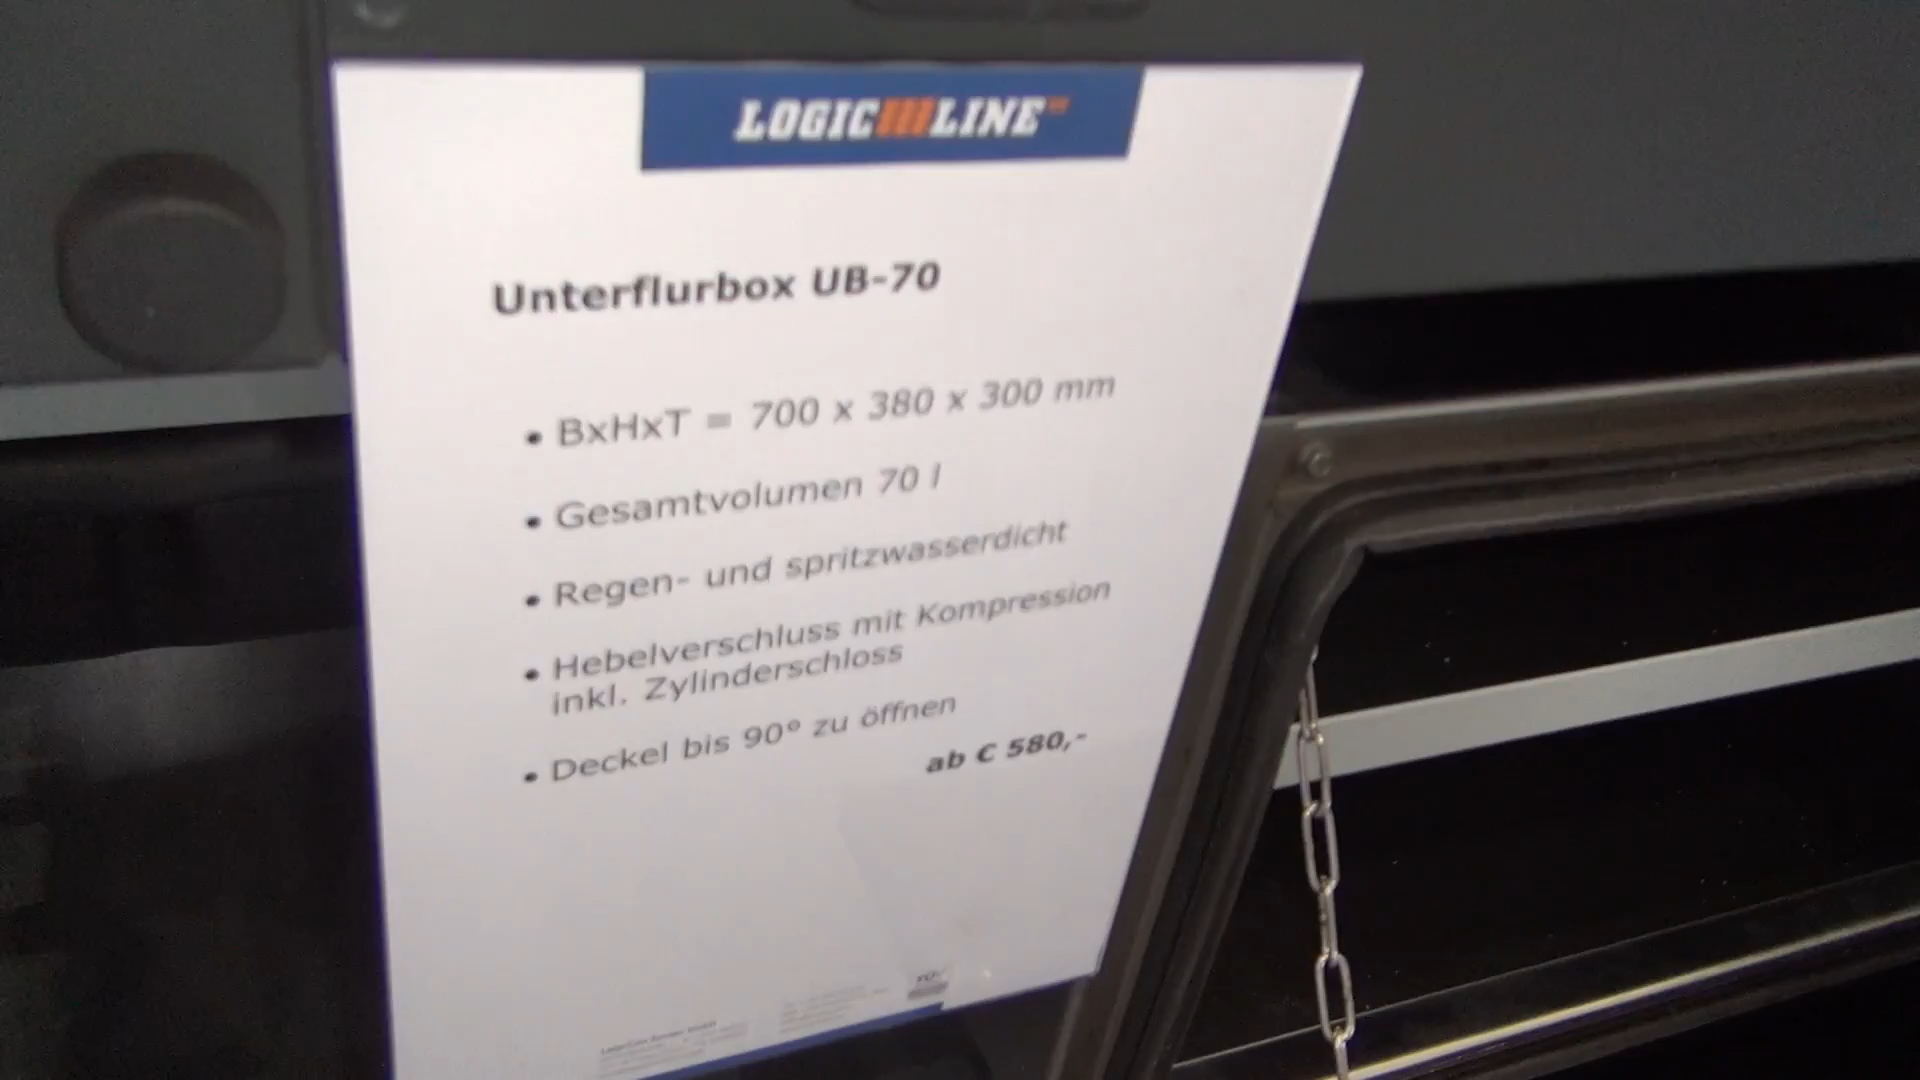 LOGIC LINE
Unterflurbox UB-70
• BxHxT = 700 x 380 x 300 mm
• Gesamtvolumen 70 l
• Regen- und spritzwasserdicht
• Hebelverschluss mit Kompression
inkl. Zylinderschloss
• Deckel bis 90° zu öffnen
ab € 580,-